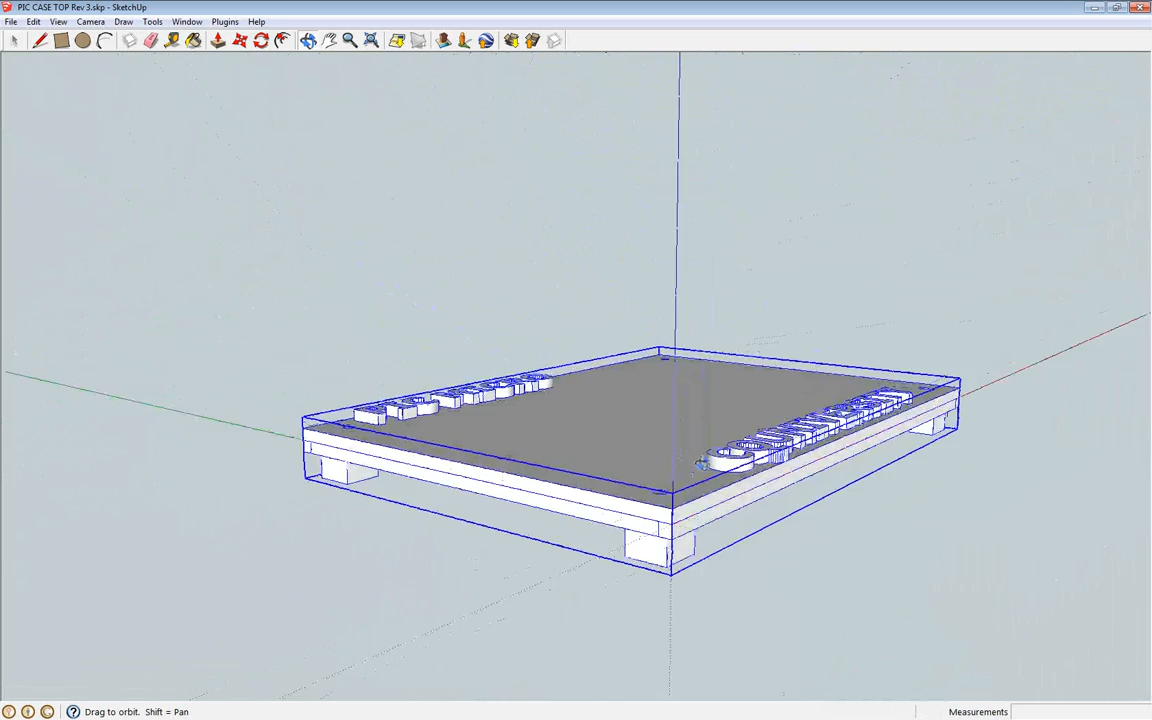 PIC CASE TOP Rev 3.skp - SketchUp
File Edit View Camera Draw Tools Window Plugins Help
Drag to orbit. Shift = Pan
Measurements